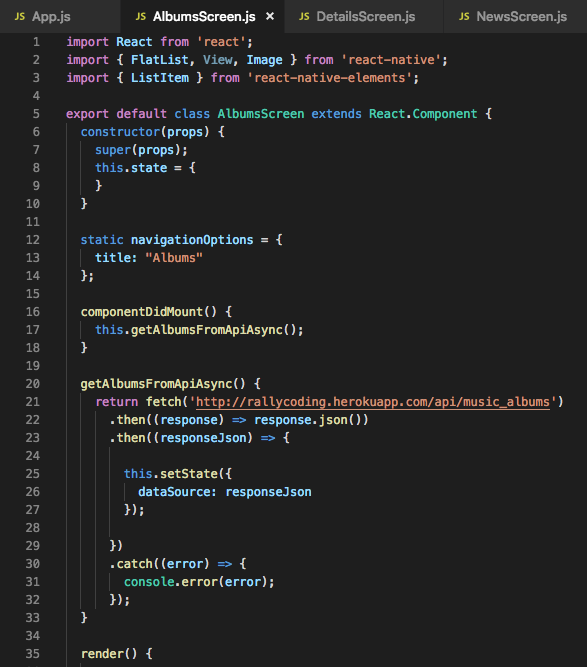 JS App.js JS AlbumsScreen.js × JS DetailsScreen.js JS NewsScreen.js
1 import React from 'react';
2 import { FlatList, View, Image } from 'react-native';
3 import { ListItem } from 'react-native-elements';
4
5 export default class AlbumsScreen extends React.Component {
6   constructor(props) {
7     super(props);
8     this.state = {
9     }
10   }
11
12   static navigationOptions = {
13     title: "Albums"
14   };
15
16   componentDidMount() {
17     this.getAlbumsFromApiAsync();
18   }
19
20   getAlbumsFromApiAsync() {
21     return fetch('http://rallycoding.herokuapp.com/api/music_albums')
22       .then((response) => response.json())
23       .then((responseJson) => {
24
25         this.setState({
26           dataSource: responseJson
27         });
28
29       })
30       .catch((error) => {
31         console.error(error);
32       });
33   }
34
35   render() {